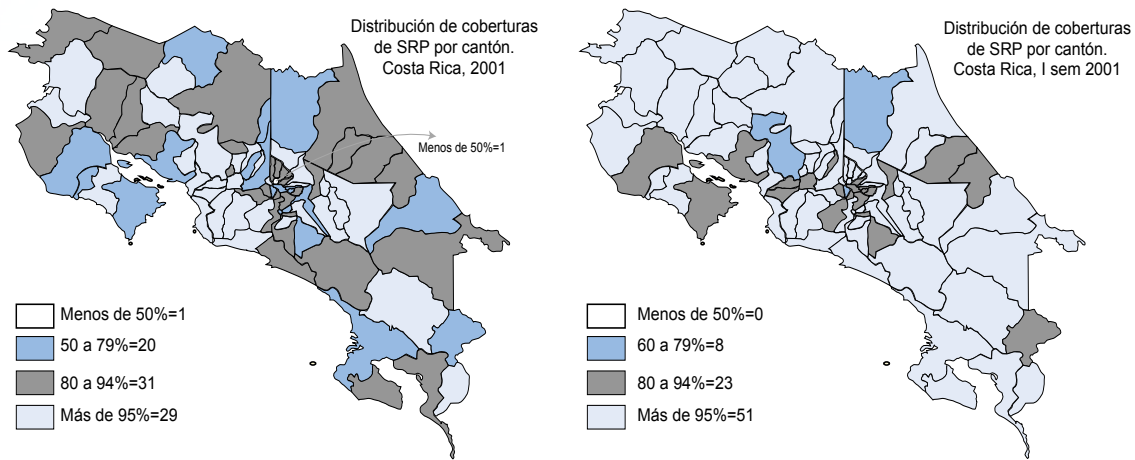 Distribución de coberturas
de SRP por cantón.
Costa Rica, 2001
Menos de 50%=1
Menos de 50%=1
50 a 79%=20
80 a 94%=31
Más de 95%=29
Distribución de coberturas
de SRP por cantón.
Costa Rica, I sem 2001
Menos de 50%=0
60 a 79%=8
80 a 94%=23
Más de 95%=51